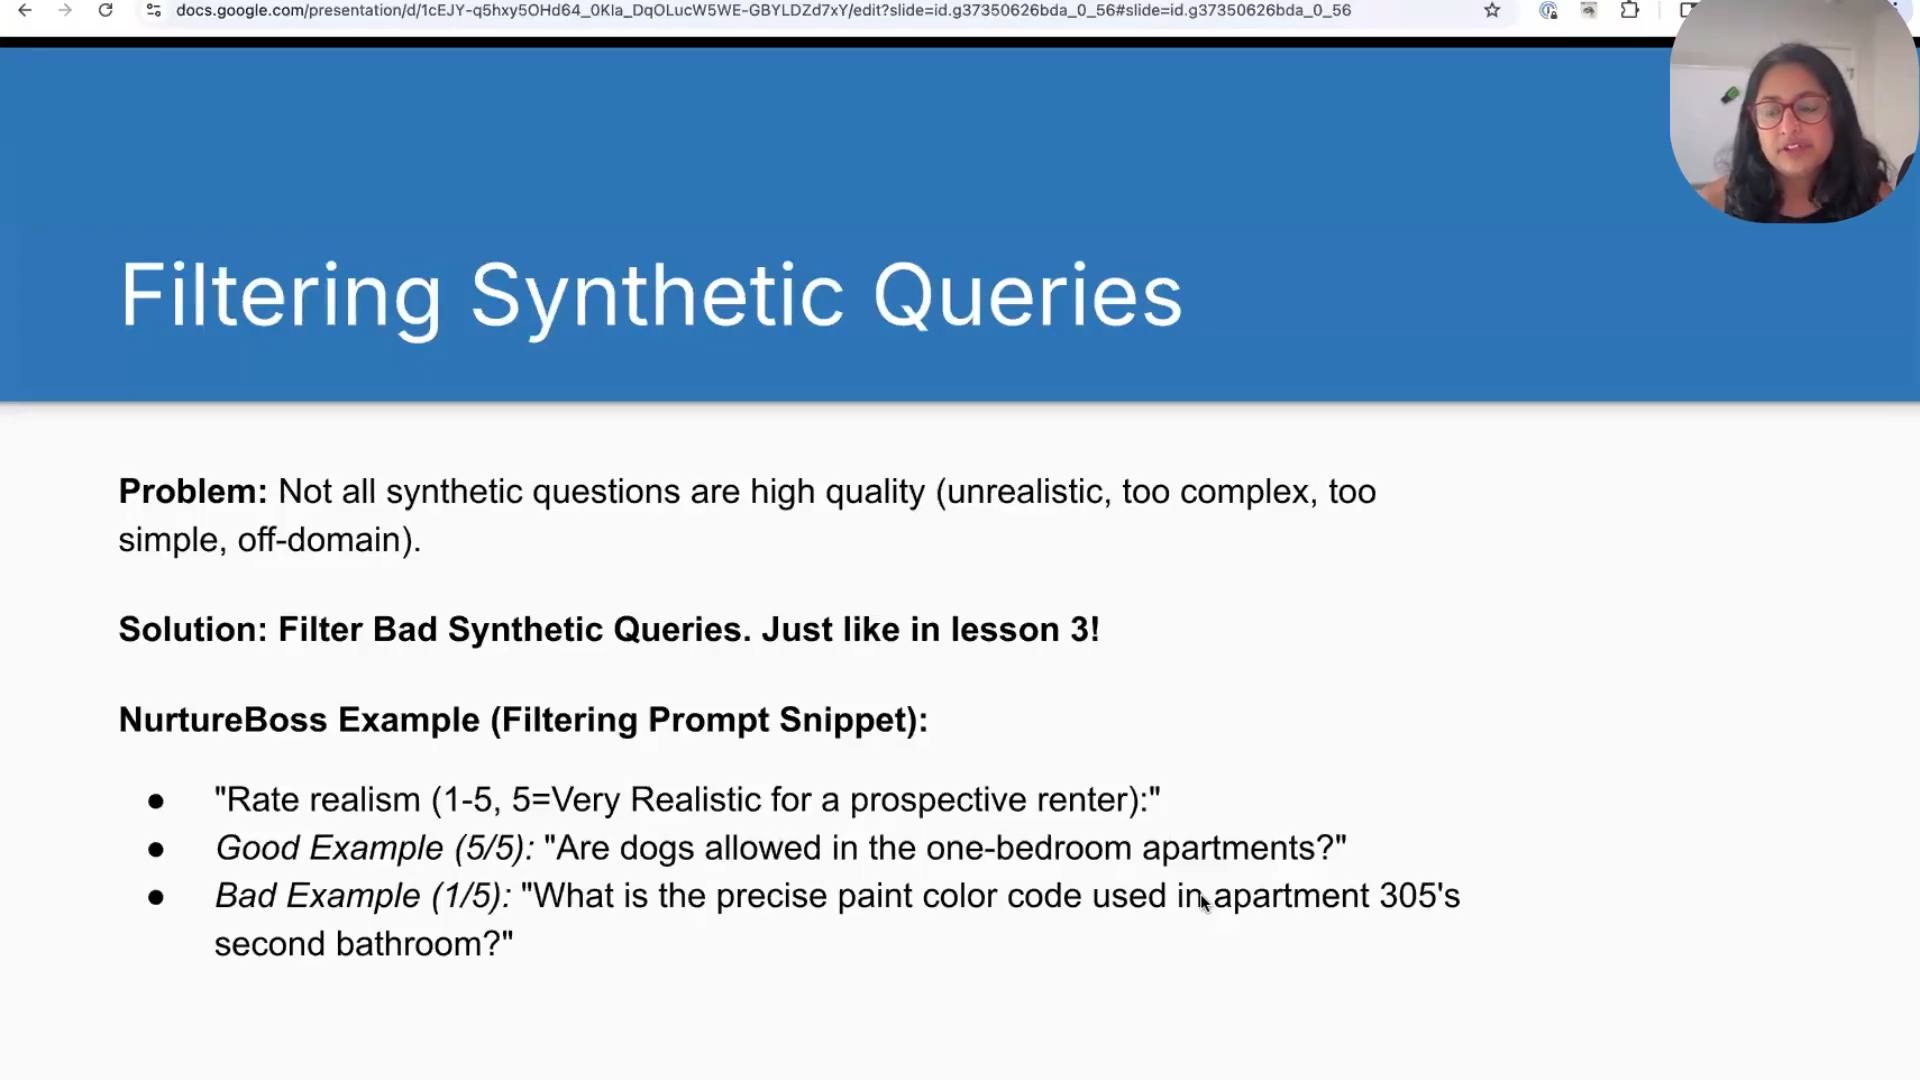 docs.google.com/presentation/d/1cEJY-q5hxy5OHd64_0Kla_DqOLucW5WE-GBYLDZd7xY/edit?slide=id.g37350626bda_0_56#slide=id.g37350626bda_0_56
Filtering Synthetic Queries
Problem: Not all synthetic questions are high quality (unrealistic, too complex, too
simple, off-domain).
Solution: Filter Bad Synthetic Queries. Just like in lesson 3!
NurtureBoss Example (Filtering Prompt Snippet):
● "Rate realism (1-5, 5=Very Realistic for a prospective renter):"
● Good Example (5/5): "Are dogs allowed in the one-bedroom apartments?"
● Bad Example (1/5): "What is the precise paint color code used in apartment 305's
second bathroom?"